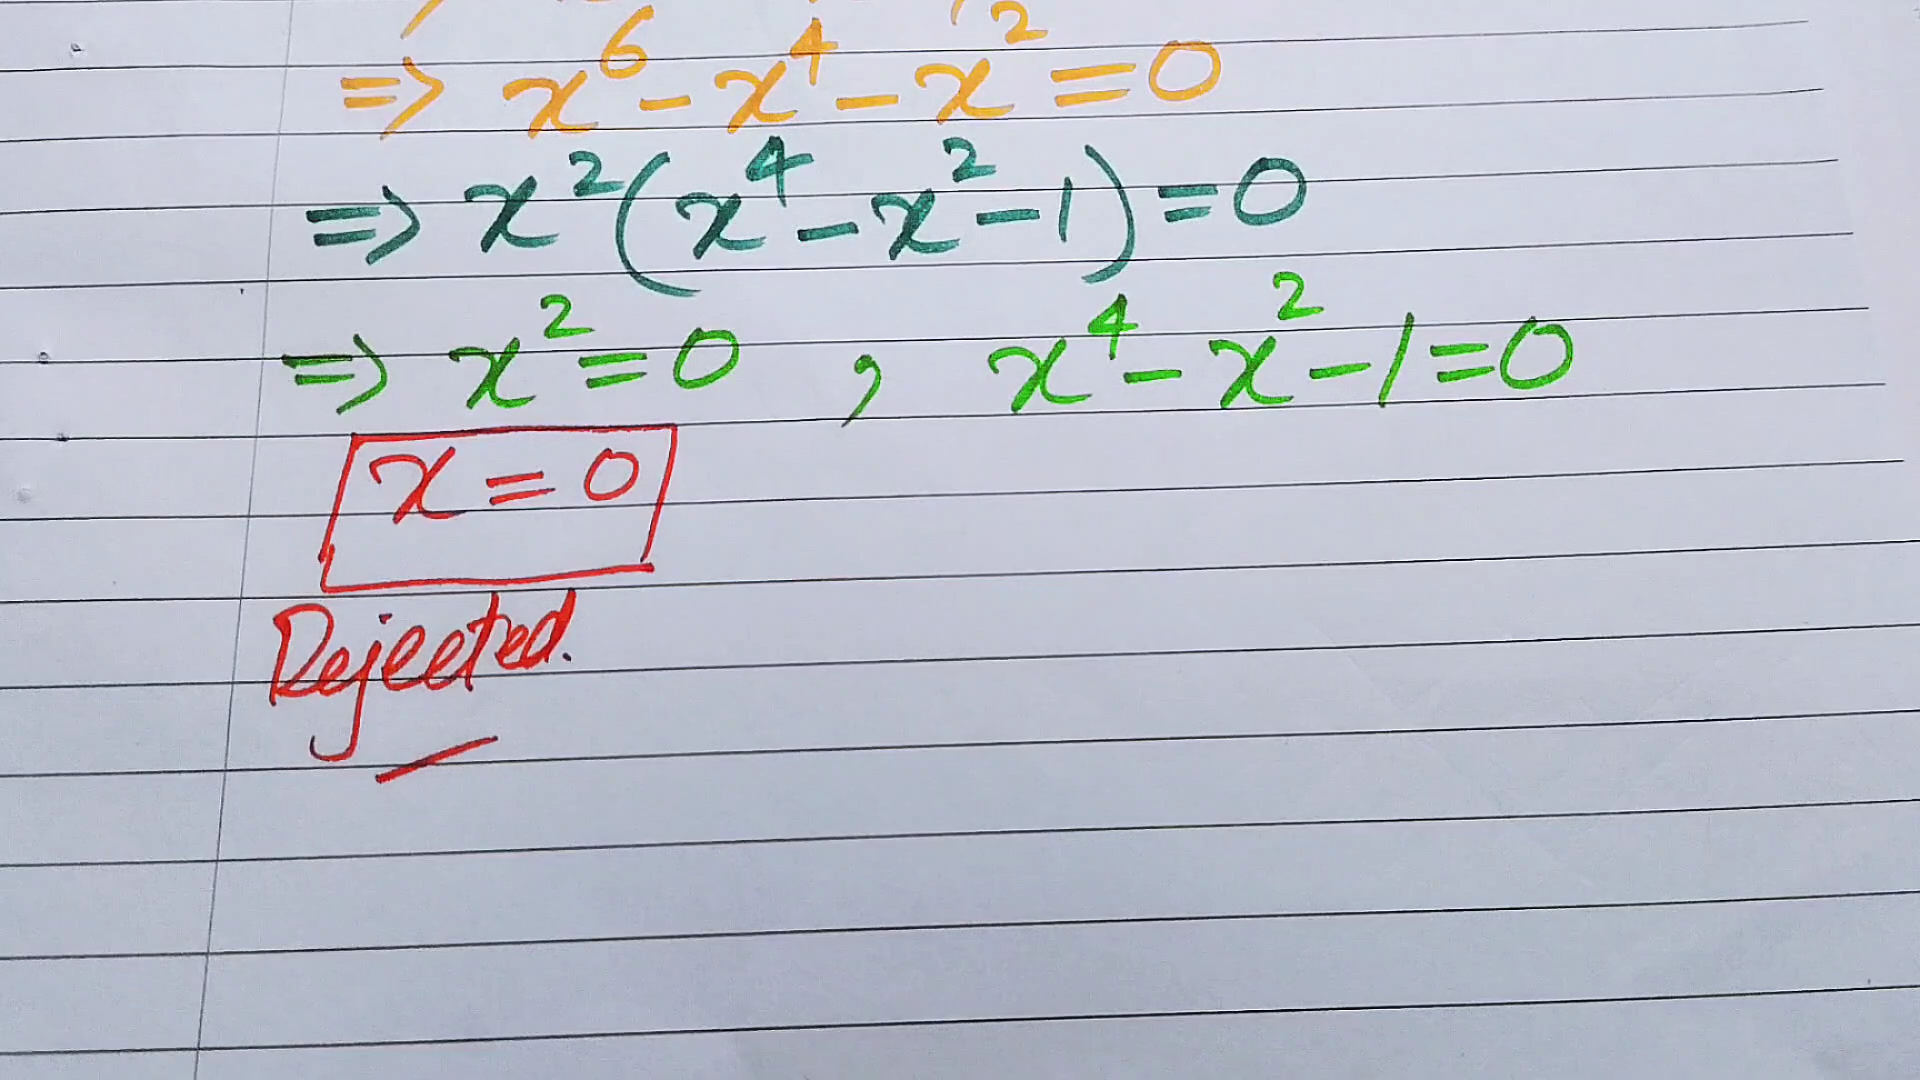 => x⁶ - x⁴ - x² = 0
=> x²(x⁴ - x² - 1) = 0
=> x² = 0 , x⁴ - x² - 1 = 0
x = 0
Rejected.